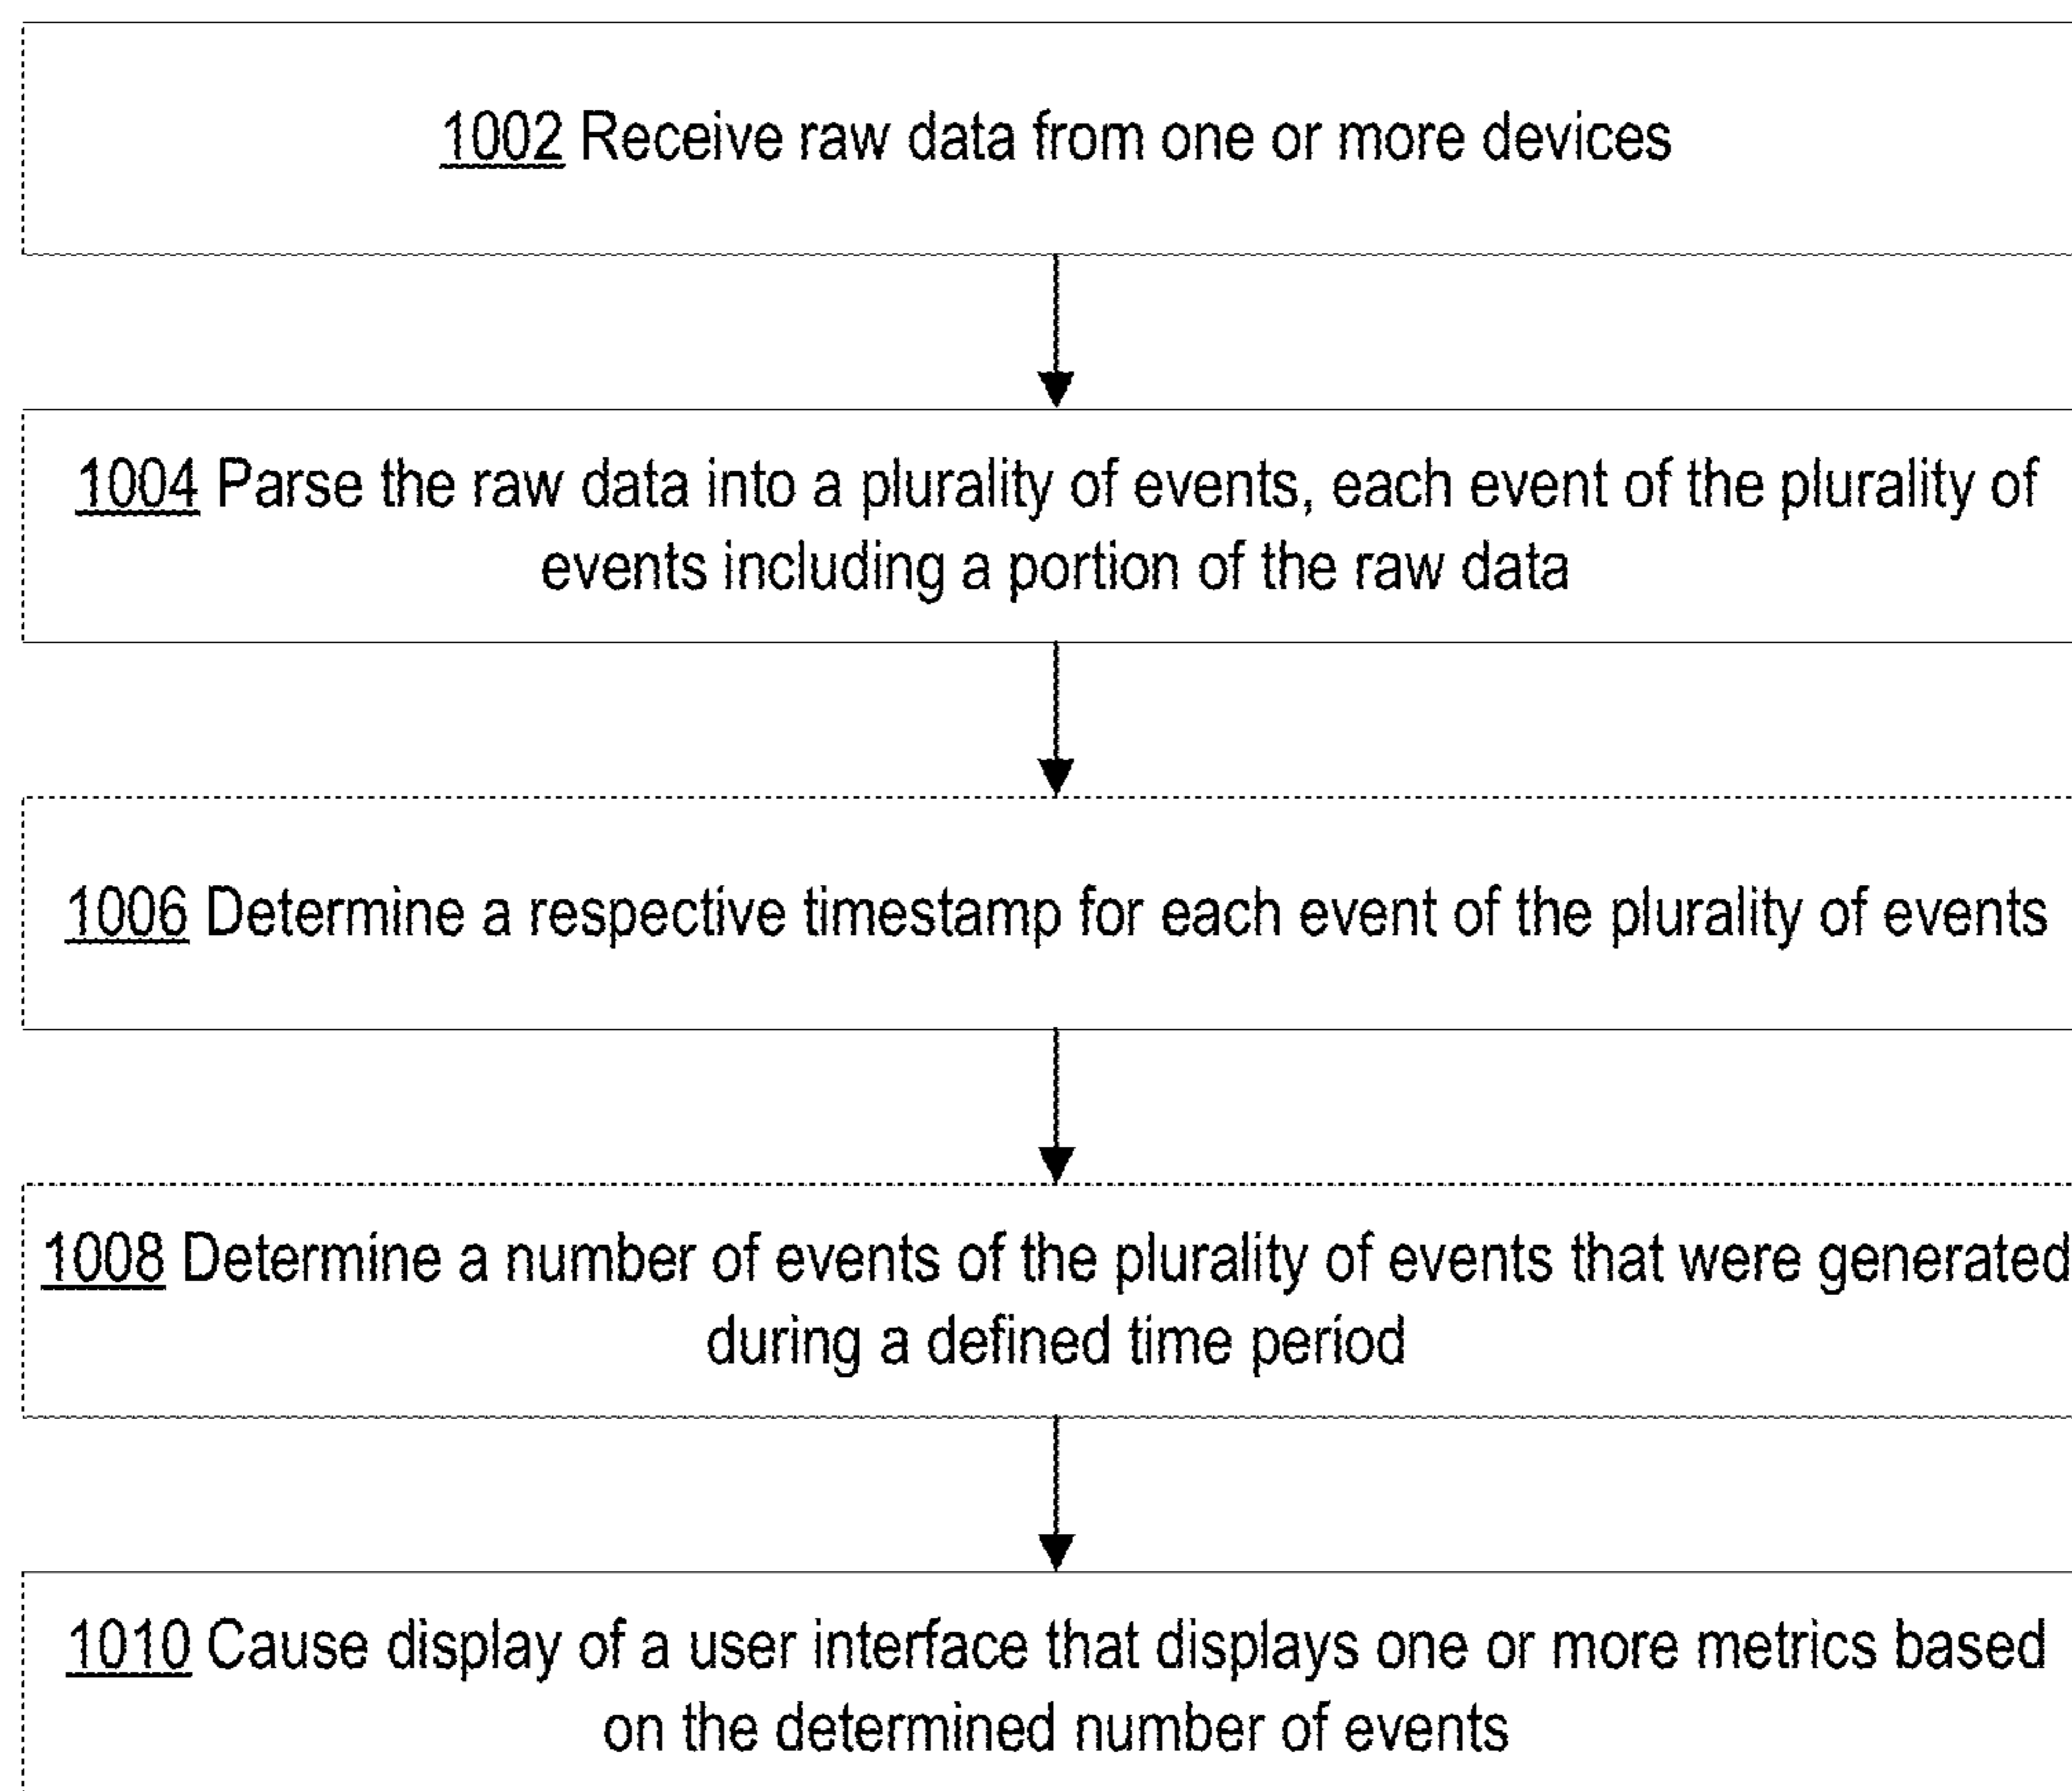 1002 Receive raw data from one or more devices
1004 Parse the raw data into a plurality of events, each event of the plurality of
events including a portion of the raw data
1006 Determine a respective timestamp for each event of the plurality of events
1008 Determine a number of events of the plurality of events that were generated
during a defined time period
1010 Cause display of a user interface that displays one or more metrics based
on the determined number of events